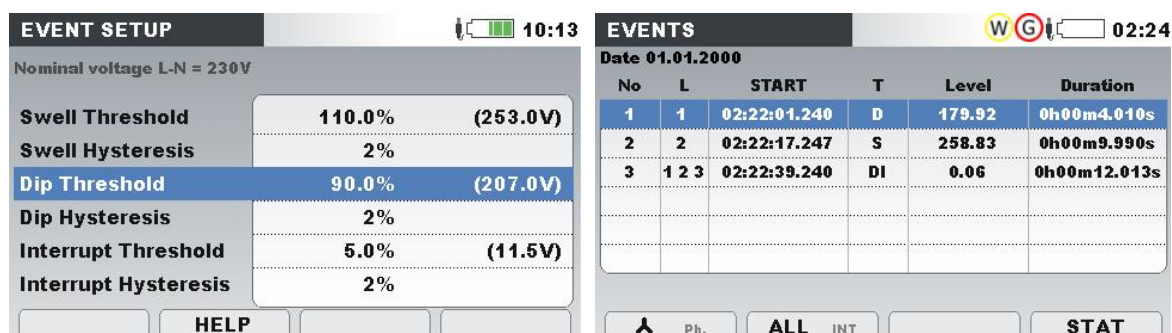 EVENT SETUP 10:13
Nominal voltage L-N = 230V
Swell Threshold 110.0% (253.0V)
Swell Hysteresis 2%
Dip Threshold 90.0% (207.0V)
Dip Hysteresis 2%
Interrupt Threshold 5.0% (11.5V)
Interrupt Hysteresis 2%
HELP
EVENTS W G 02:24
Date 01.01.2000
No L START T Level Duration
1 1 02:22:01.240 D 179.92 0h00m4.010s
2 2 02:22:17.247 S 258.83 0h00m9.990s
3 1 2 3 02:22:39.240 DI 0.06 0h00m12.013s
Ph. ALL INT STAT